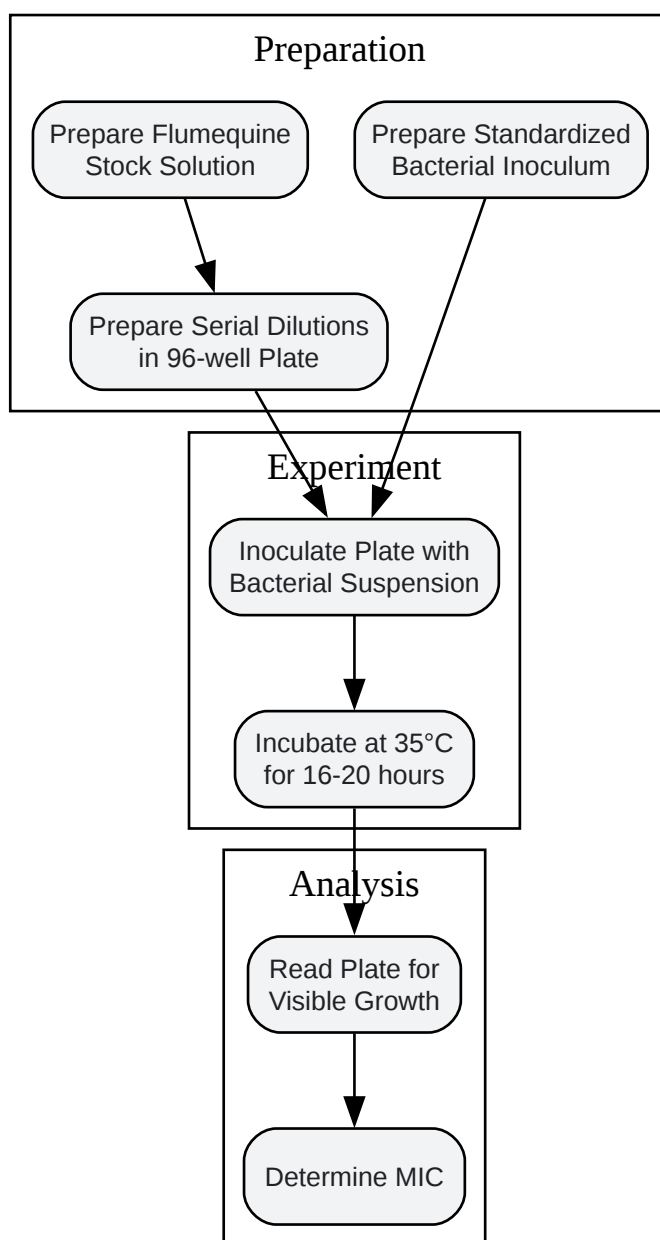 Preparation
Prepare Flumequine
Stock Solution
Prepare Standardized
Bacterial Inoculum
Prepare Serial Dilutions
in 96-well Plate
Experiment
Inoculate Plate with
Bacterial Suspension
Incubate at 35°C
for 16-20 hours
Analysis
Read Plate for
Visible Growth
Determine MIC